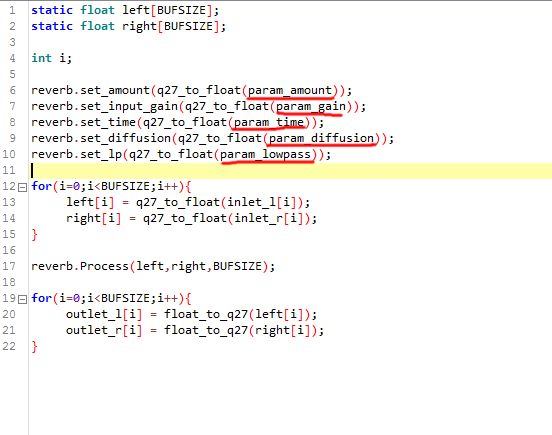 1 static float left[BUFSIZE];
2 static float right[BUFSIZE];
3
4 int i;
5
6 reverb.set_amount(q27_to_float(param_amount));
7 reverb.set_input_gain(q27_to_float(param_gain));
8 reverb.set_time(q27_to_float(param_time));
9 reverb.set_diffusion(q27_to_float(param_diffusion));
10 reverb.set_lp(q27_to_float(param_lowpass));
11
12 for(i=0;i<BUFSIZE;i++){
13 left[i] = q27_to_float(inlet_l[i]);
14 right[i] = q27_to_float(inlet_r[i]);
15 }
16
17 reverb.Process(left,right,BUFSIZE);
18
19 for(i=0;i<BUFSIZE;i++){
20 outlet_l[i] = float_to_q27(left[i]);
21 outlet_r[i] = float_to_q27(right[i]);
22 }